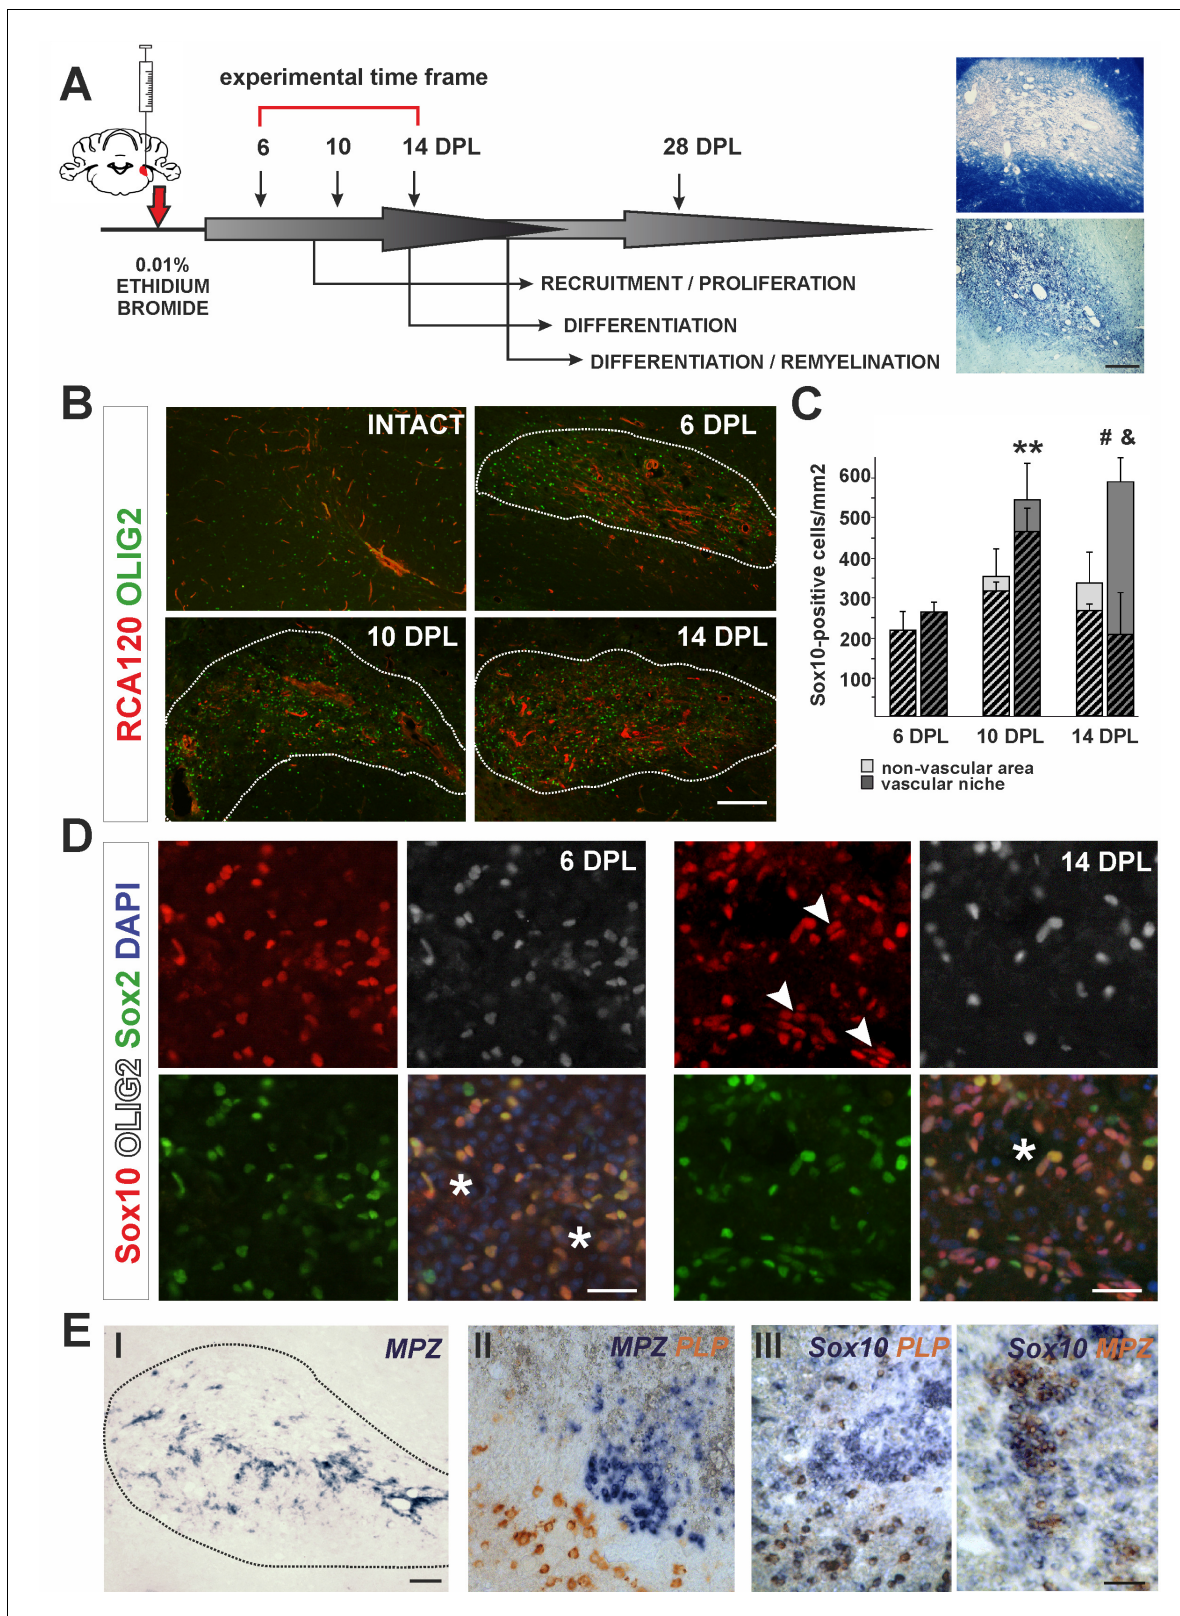 A
experimental time frame
6 10 14 DPL 28 DPL
0.01%
ETHIDIUM
BROMIDE
RECRUITMENT / PROLIFERATION
DIFFERENTIATION
DIFFERENTIATION / REMYELINATION
B
RCA120 OLIG2
INTACT
6 DPL
10 DPL
14 DPL
C
# &
**
Sox10-positive cells/mm2
600
500
400
300
200
100
6 DPL 10 DPL 14 DPL
non-vascular area
vascular niche
D
Sox10 OLIG2 Sox2 DAPI
6 DPL
14 DPL
*
*
*
E
I
MPZ
II
MPZ PLP
III
Sox10 PLP
Sox10 MPZ